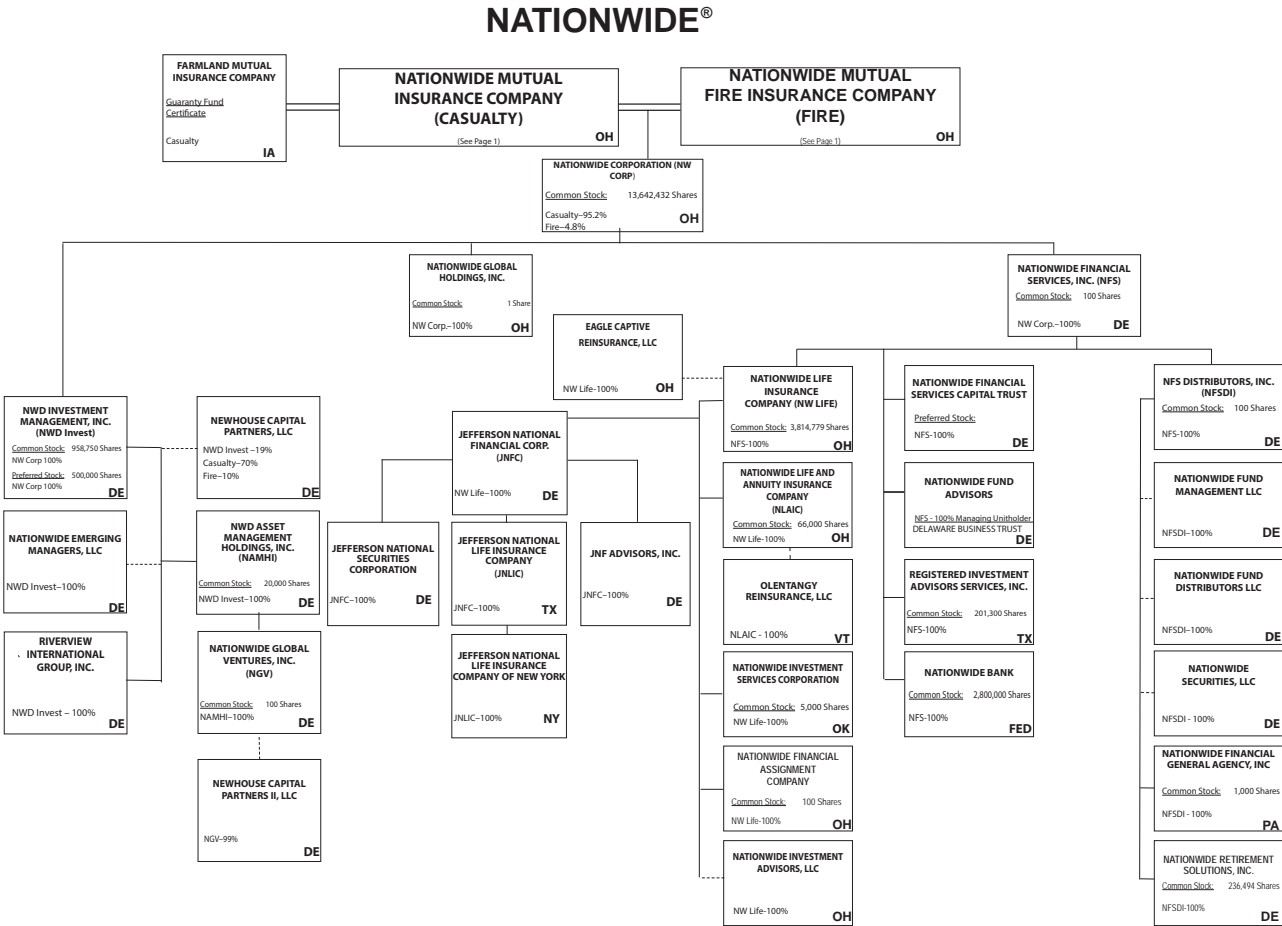 NATIONWIDE®
FARMLAND MUTUAL
INSURANCE COMPANY
Guaranty Fund
Certificate
Casualty
IA
NATIONWIDE MUTUAL
INSURANCE COMPANY
(CASUALTY)
(See Page 1)
OH
NATIONWIDE MUTUAL
FIRE INSURANCE COMPANY
(FIRE)
(See Page 1)
OH
NATIONWIDE CORPORATION (NW
CORP)
Common Stock: 13,642,432 Shares
Casualty–95.2%
Fire–4.8%
OH
NATIONWIDE GLOBAL
HOLDINGS, INC.
Common Stock: 1 Share
NW Corp.–100% OH
NATIONWIDE FINANCIAL
SERVICES, INC. (NFS)
Common Stock: 100 Shares
NW Corp.–100% DE
EAGLE CAPTIVE
REINSURANCE, LLC
NW Life-100% OH
NWD INVESTMENT
MANAGEMENT, INC.
(NWD Invest)
Common Stock: 958,750 Shares
NW Corp 100%
Preferred Stock: 500,000 Shares
NW Corp 100%
DE
NEWHOUSE CAPITAL
PARTNERS, LLC
NWD Invest –19%
Casualty–70%
Fire–10%
DE
NATIONWIDE EMERGING
MANAGERS, LLC
NWD Invest–100%
DE
NWD ASSET
MANAGEMENT
HOLDINGS, INC.
(NAMHI)
Common Stock: 20,000 Shares
NWD Invest–100% DE
RIVERVIEW
INTERNATIONAL
GROUP, INC.
NWD Invest – 100%
DE
NATIONWIDE GLOBAL
VENTURES, INC.
(NGV)
Common Stock: 100 Shares
NAMHI–100%
DE
NEWHOUSE CAPITAL
PARTNERS II, LLC
NGV–99%
DE
JEFFERSON NATIONAL
FINANCIAL CORP.
(JNFC)
NW Life–100% DE
JEFFERSON NATIONAL
SECURITIES
CORPORATION
JNFC–100% DE
JEFFERSON NATIONAL
LIFE INSURANCE
COMPANY
(JNLIC)
JNFC–100% TX
JNF ADVISORS, INC.
JNFC–100% DE
JEFFERSON NATIONAL
LIFE INSURANCE
COMPANY OF NEW YORK
JNLIC–100% NY
NATIONWIDE LIFE
INSURANCE
COMPANY (NW LIFE)
Common Stock: 3,814,779 Shares
NFS-100% OH
NATIONWIDE LIFE AND
ANNUITY INSURANCE
COMPANY
(NLAIC)
Common Stock: 66,000 Shares
NW Life-100% OH
OLENTANGY
REINSURANCE, LLC
NLAIC - 100% VT
NATIONWIDE INVESTMENT
SERVICES CORPORATION
Common Stock: 5,000 Shares
NW Life-100%
OK
NATIONWIDE FINANCIAL
ASSIGNMENT
COMPANY
Common Stock: 100 Shares
NW Life-100% OH
NATIONWIDE INVESTMENT
ADVISORS, LLC
NW Life-100% OH
NATIONWIDE FINANCIAL
SERVICES CAPITAL TRUST
Preferred Stock:
NFS-100% DE
NATIONWIDE FUND
ADVISORS
NFS - 100% Managing Unitholder
DELAWARE BUSINESS TRUST
DE
REGISTERED INVESTMENT
ADVISORS SERVICES, INC.
Common Stock: 201,300 Shares
NFS-100%
TX
NATIONWIDE BANK
Common Stock: 2,800,000 Shares
NFS-100%
FED
NFS DISTRIBUTORS, INC.
(NFSDI)
Common Stock: 100 Shares
NFS-100%
DE
NATIONWIDE FUND
MANAGEMENT LLC
NFSDI–100% DE
NATIONWIDE FUND
DISTRIBUTORS LLC
NFSDI–100% DE
NATIONWIDE
SECURITIES, LLC
NFSDI - 100% DE
NATIONWIDE FINANCIAL
GENERAL AGENCY, INC
Common Stock: 1,000 Shares
NFSDI - 100%
PA
NATIONWIDE RETIREMENT
SOLUTIONS, INC.
Common Stock: 236,494 Shares
NFSDI-100%
DE